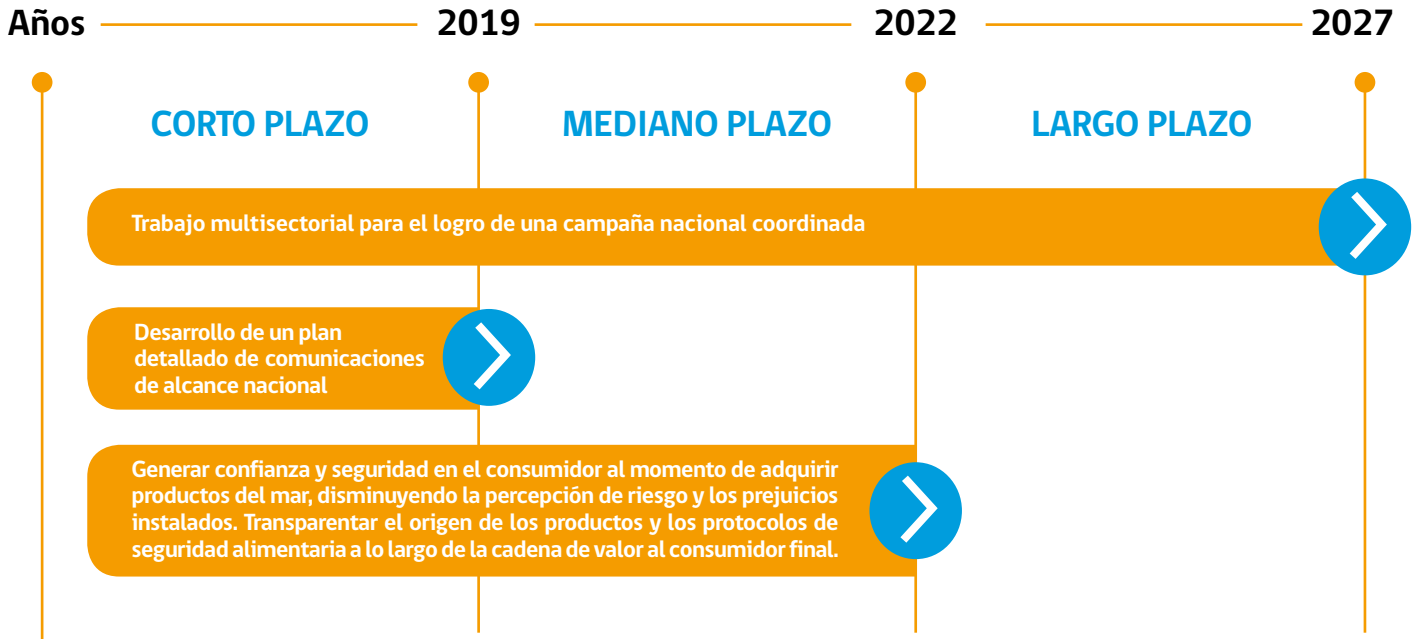 Años 2019 2022 2027
CORTO PLAZO MEDIANO PLAZO LARGO PLAZO
Trabajo multisectorial para el logro de una campaña nacional coordinada
Desarrollo de un plan
detallado de comunicaciones
de alcance nacional
Generar confianza y seguridad en el consumidor al momento de adquirir
productos del mar, disminuyendo la percepción de riesgo y los prejuicios
instalados. Transparentar el origen de los productos y los protocolos de
seguridad alimentaria a lo largo de la cadena de valor al consumidor final.